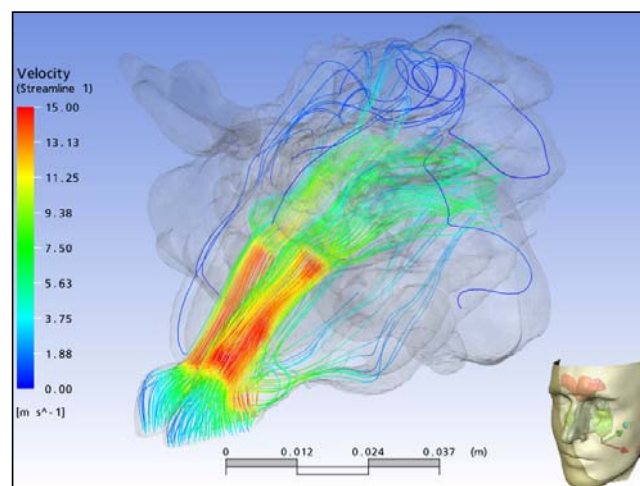 Velocity
(Streamline 1)
15.00
13.13
11.25
9.38
7.50
5.63
3.75
1.88
0.00
[m s^-1]
0 0.012 0.024 0.037 (m)